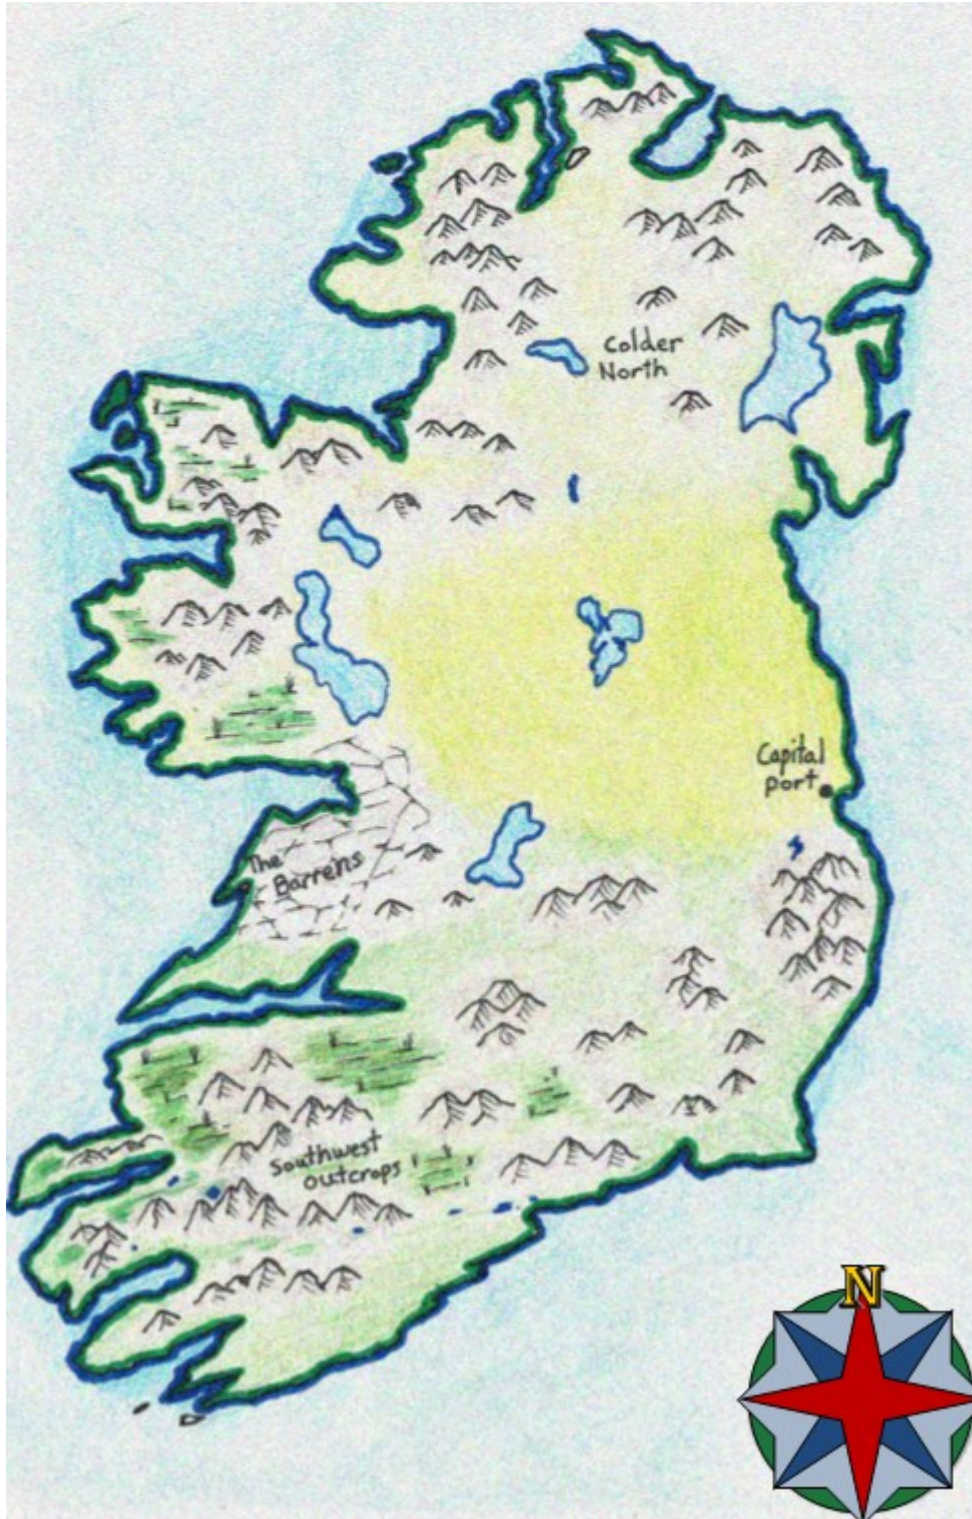 Colder
North
Capital
port
The
Barrens
Southwest
outcrops
N